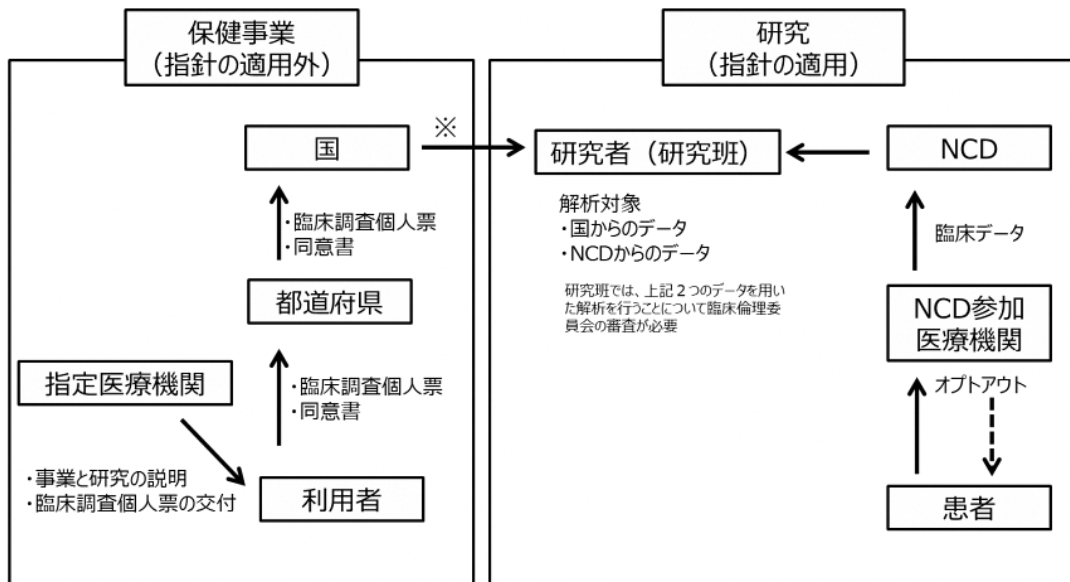 保健事業
（指針の適用外）
国
※
・臨床調査個人票
・同意書
都道府県
指定医療機関
・臨床調査個人票
・同意書
・事業と研究の説明
・臨床調査個人票の交付
利用者
研究
（指針の適用）
研究者（研究班）
NCD
解析対象
・国からのデータ
・NCDからのデータ
臨床データ
研究班では、上記２つのデータを用い
た解析を行うことについて臨床倫理委
員会の審査が必要
NCD参加
医療機関
オプトアウト
患者